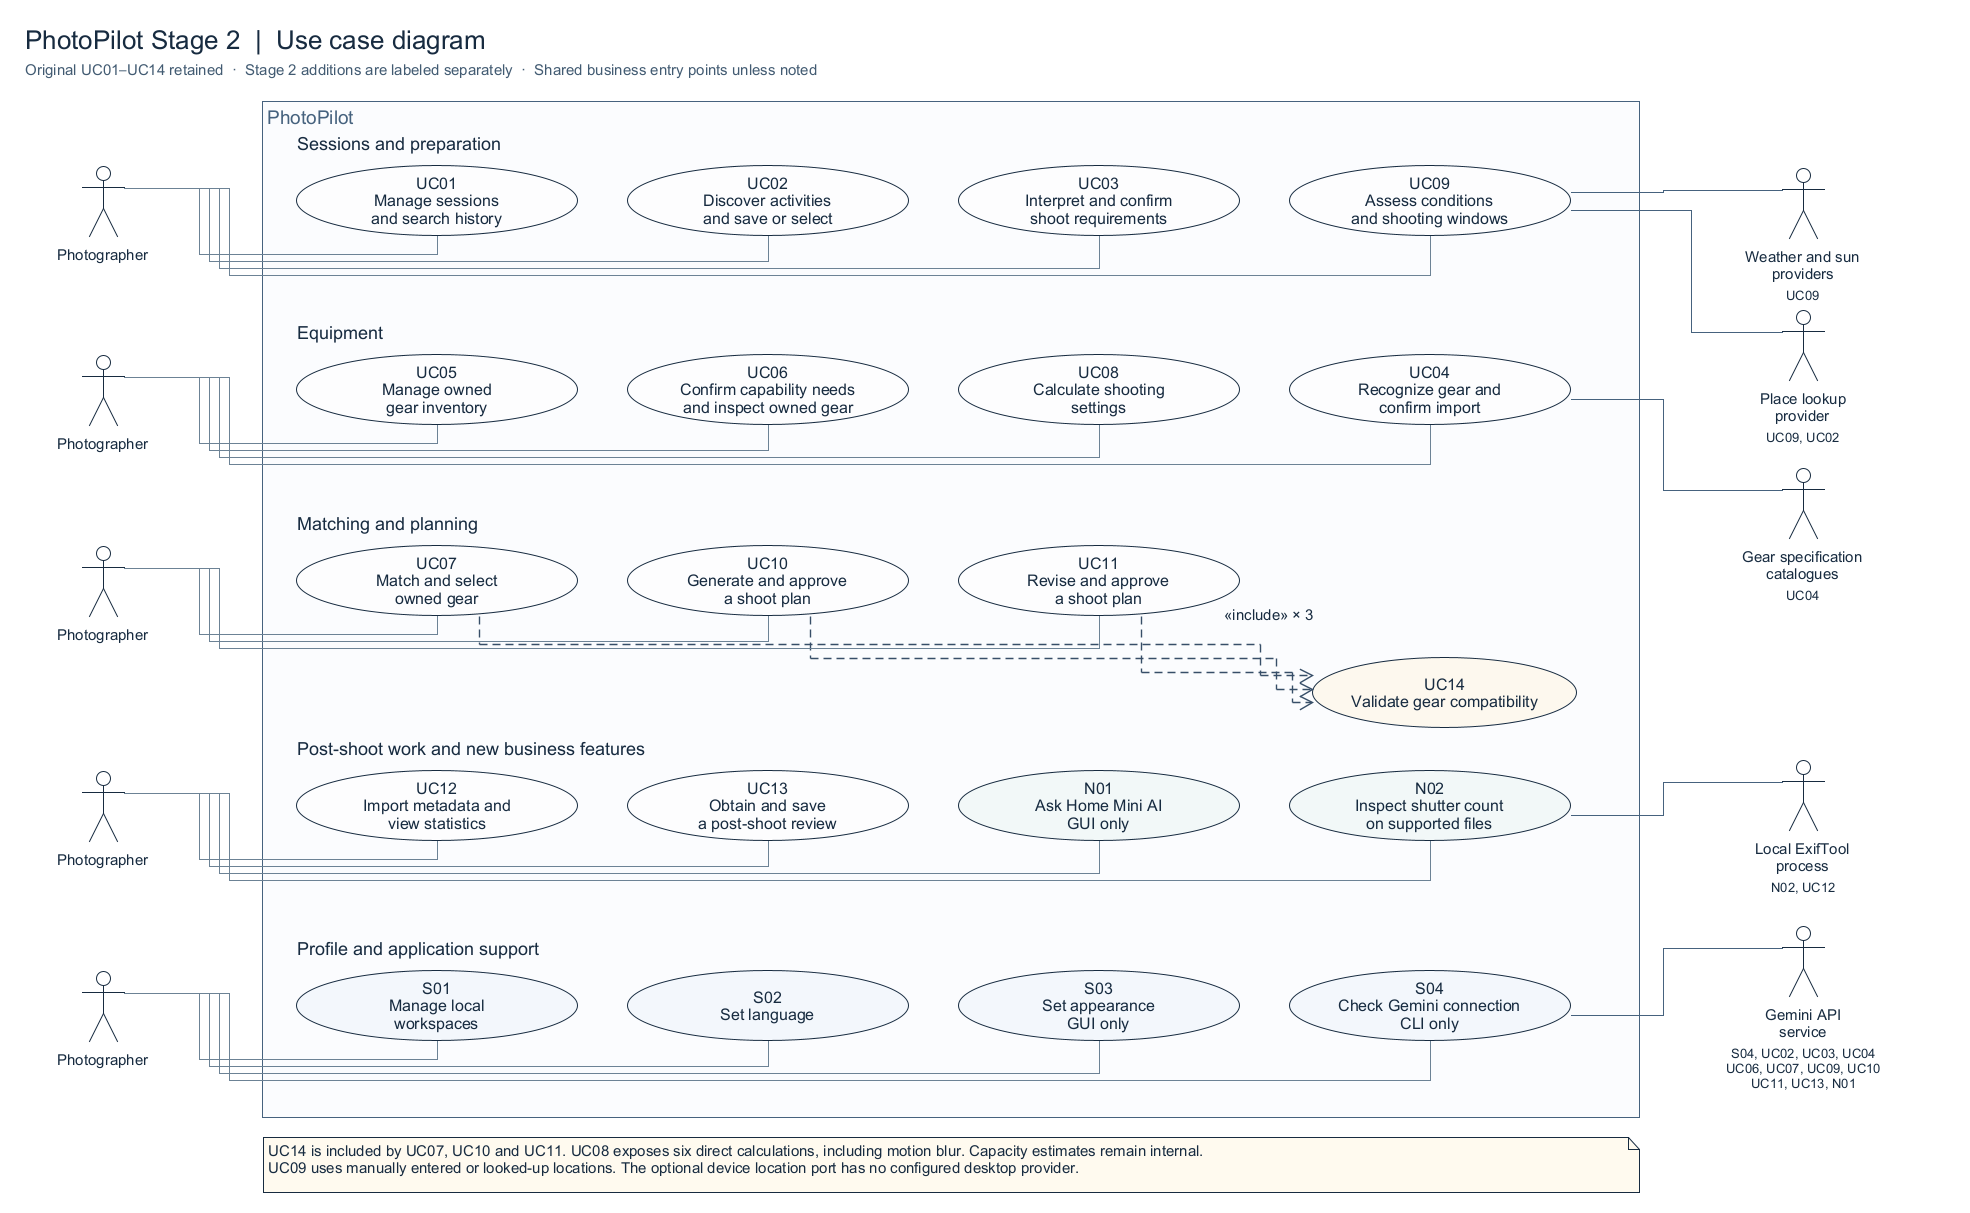 PhotoPilot Stage 2 | Use case diagram
Original UC01–UC14 retained · Stage 2 additions are labeled separately · Shared business entry points unless noted
PhotoPilot
Sessions and preparation
Photographer
UC01
Manage sessions
and search history
UC02
Discover activities
and save or select
UC03
Interpret and confirm
shoot requirements
UC09
Assess conditions
and shooting windows
Weather and sun
providers
UC09
Equipment
Photographer
UC05
Manage owned
gear inventory
UC06
Confirm capability needs
and inspect owned gear
UC08
Calculate shooting
settings
UC04
Recognize gear and
confirm import
Place lookup
provider
UC09, UC02
Matching and planning
Photographer
UC07
Match and select
owned gear
UC10
Generate and approve
a shoot plan
UC11
Revise and approve
a shoot plan
«include» × 3
UC14
Validate gear compatibility
Gear specification
catalogues
UC04
Post-shoot work and new business features
Photographer
UC12
Import metadata and
view statistics
UC13
Obtain and save
a post-shoot review
N01
Ask Home Mini AI
GUI only
N02
Inspect shutter count
on supported files
Local ExifTool
process
N02, UC12
Profile and application support
Photographer
S01
Manage local
workspaces
S02
Set language
S03
Set appearance
GUI only
S04
Check Gemini connection
CLI only
Gemini API
service
S04, UC02, UC03, UC04
UC06, UC07, UC09, UC10
UC11, UC13, N01
UC14 is included by UC07, UC10 and UC11. UC08 exposes six direct calculations, including motion blur. Capacity estimates remain internal.
UC09 uses manually entered or looked-up locations. The optional device location port has no configured desktop provider.